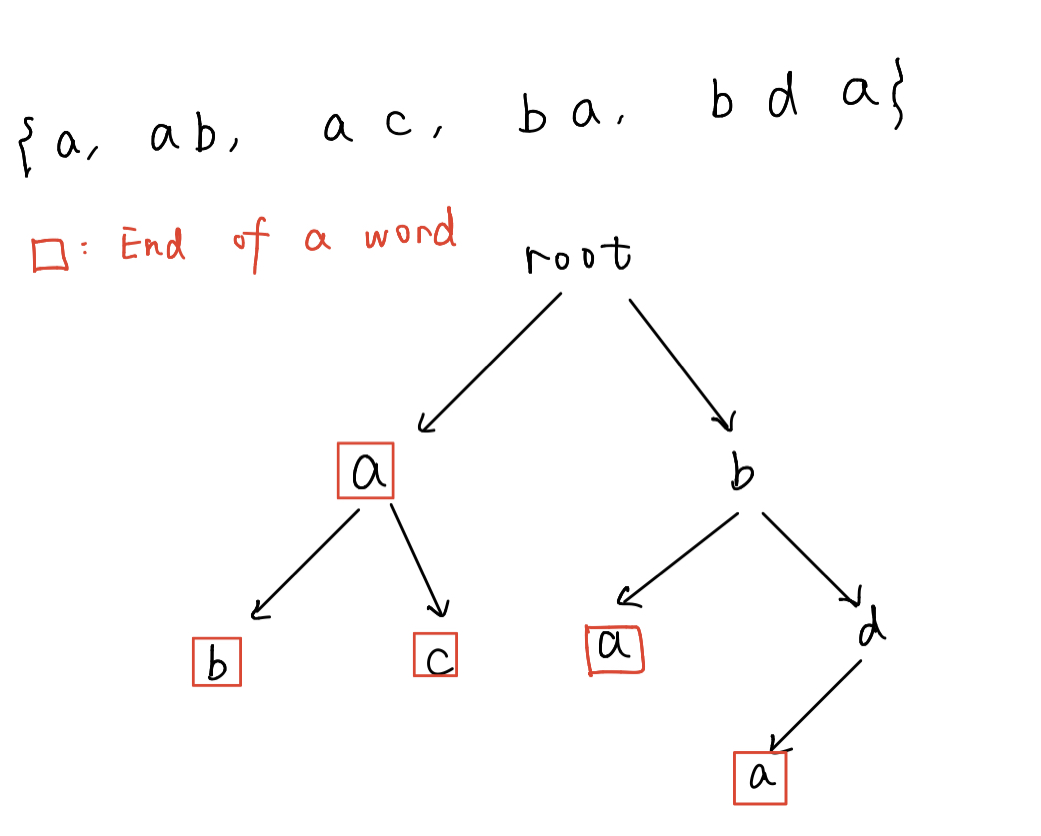 {a, ab, ac, ba, bda}
□: End of a word
root
a b
b c a d
a